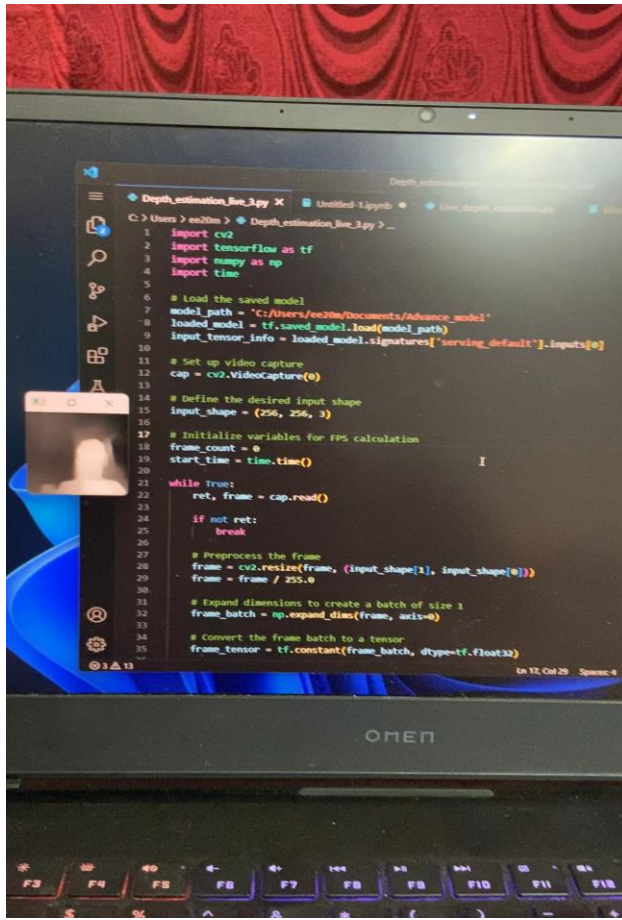 Depth_estimation_live_3.py
Untitled-1.ipynb
C: > Users > ee20m > Depth_estimation_live_3.py > ...
1 import cv2
2 import tensorflow as tf
3 import numpy as np
4 import time
5
6 # Load the saved model
7 model_path = 'C:/Users/ee20m/Documents/Advance_model'
8 loaded_model = tf.saved_model.load(model_path)
9 input_tensor_info = loaded_model.signatures['serving_default'].inputs[0]
10
11 # Set up video capture
12 cap = cv2.VideoCapture(0)
13
14 # Define the desired input shape
15 input_shape = (256, 256, 3)
16
17 # Initialize variables for FPS calculation
18 frame_count = 0
19 start_time = time.time()
20
21 while True:
22 ret, frame = cap.read()
23
24 if not ret:
25 break
26
27 # Preprocess the frame
28 frame = cv2.resize(frame, (input_shape[1], input_shape[0]))
29 frame = frame / 255.0
30
31 # Expand dimensions to create a batch of size 1
32 frame_batch = np.expand_dims(frame, axis=0)
33
34 # Convert the frame batch to a tensor
35 frame_tensor = tf.constant(frame_batch, dtype=tf.float32)
3 13
Ln 17, Col 29 Spaces: 4
OMEN
F3 F4 F5 F6 F7 F8 F9 F10 F11 F12
$ % ^ & * ( )